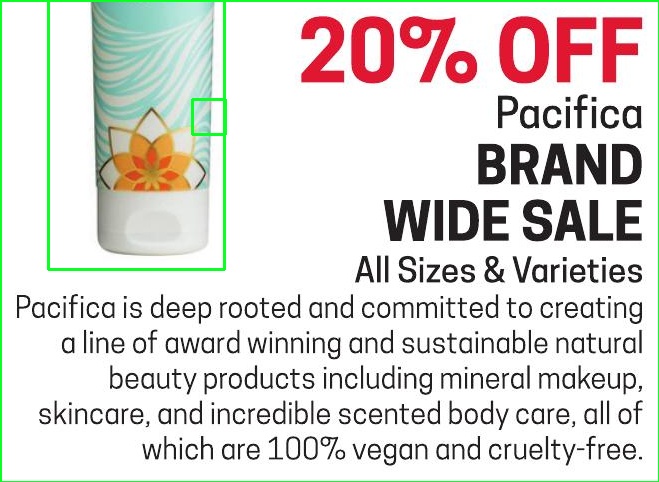 20% OFF
Pacifica
BRAND
WIDE SALE
All Sizes & Varieties
Pacifica is deep rooted and committed to creating
a line of award winning and sustainable natural
beauty products including mineral makeup,
skincare, and incredible scented body care, all of
which are 100% vegan and cruelty-free.